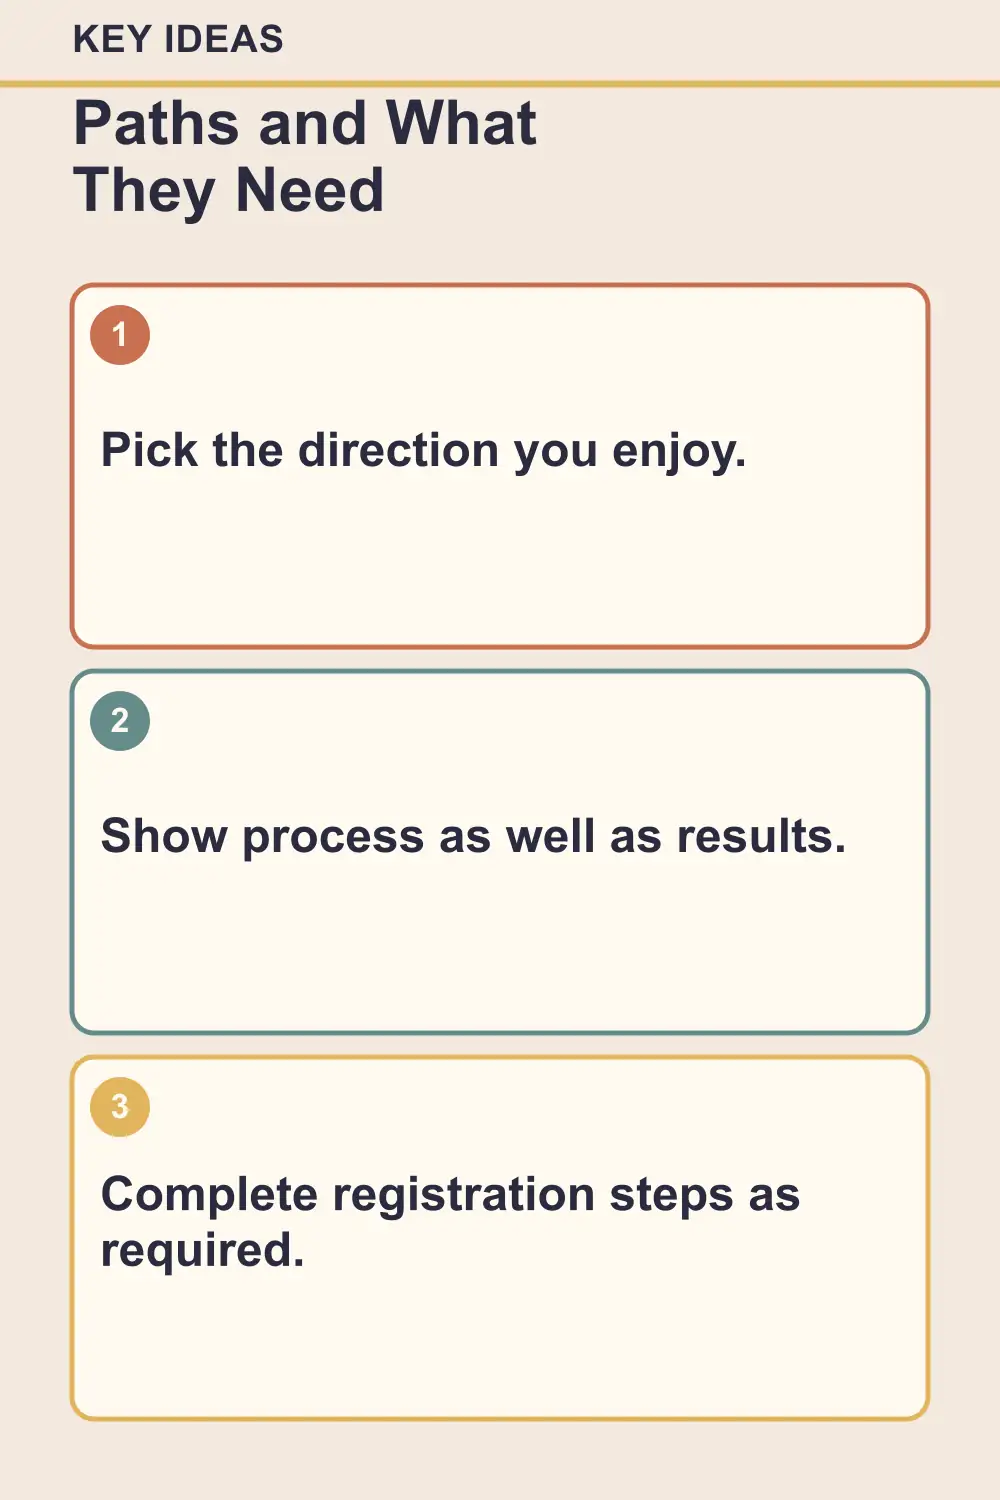 KEY IDEAS
Paths and What
They Need
1
Pick the direction you enjoy.
2
Show process as well as results.
3
Complete registration steps as
required.